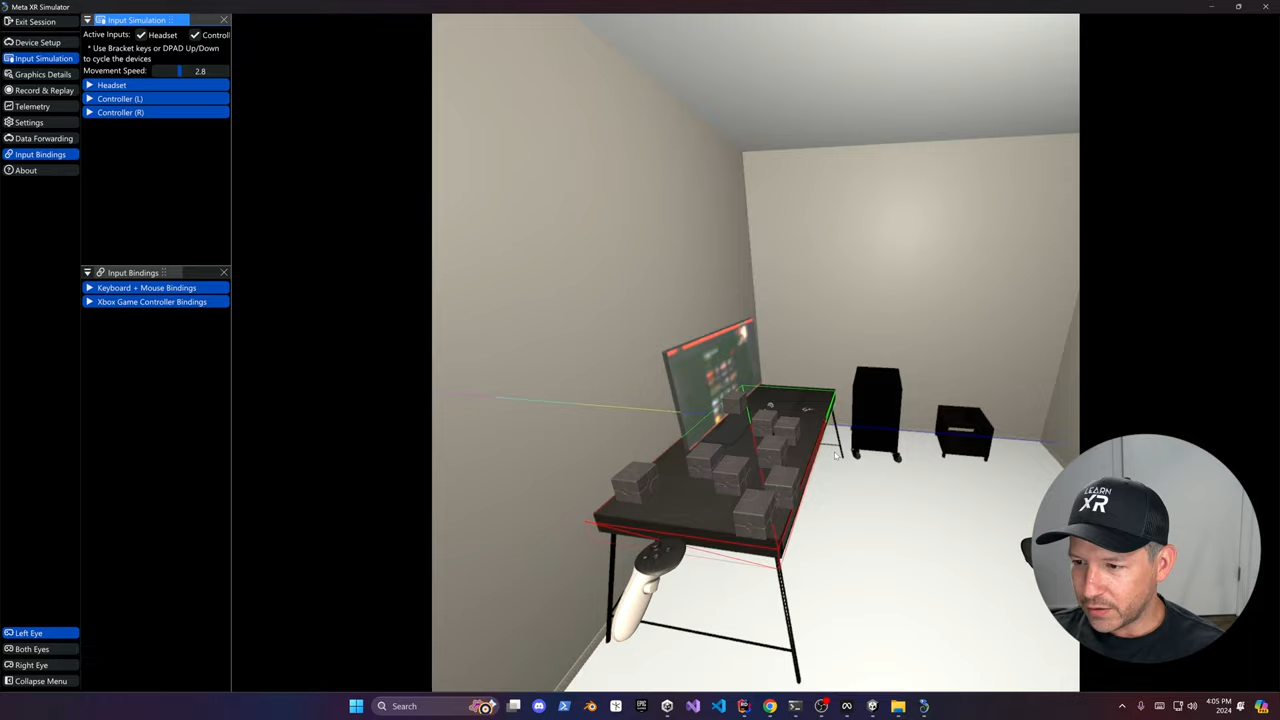 Meta XR Simulator
Exit Session
Device Setup
Input Simulation
Graphics Details
Record & Replay
Telemetry
Settings
Data Forwarding
Input Bindings
About
Input Simulation
Active Inputs: Headset Controll
* Use Bracket keys or DPAD Up/Down
to cycle the devices
Movement Speed: 2.8
Headset
Controller (L)
Controller (R)
Input Bindings
Keyboard + Mouse Bindings
Xbox Game Controller Bindings
LEARN
XR
Left Eye
Both Eyes
Right Eye
Collapse Menu
Search
4:05 PM
2024